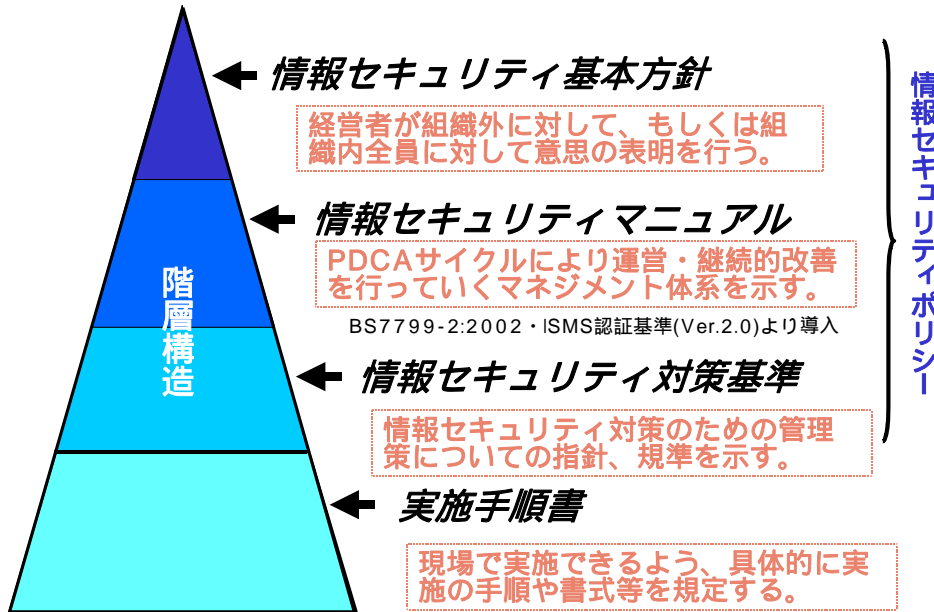 情報セキュリティ基本方針
経営者が組織外に対して、もしくは組
織内全員に対して意思の表明を行う。
情報セキュリティマニュアル
PDCAサイクルにより運営・継続的改善
を行っていくマネジメント体系を示す。
BS7799-2:2002・ISMS認証基準(Ver.2.0)より導入
階層構造
情報セキュリティ対策基準
情報セキュリティ対策のための管理
策についての指針、規準を示す。
実施手順書
現場で実施できるよう、具体的に実
施の手順や書式等を規定する。
情報セキュリティポリシー